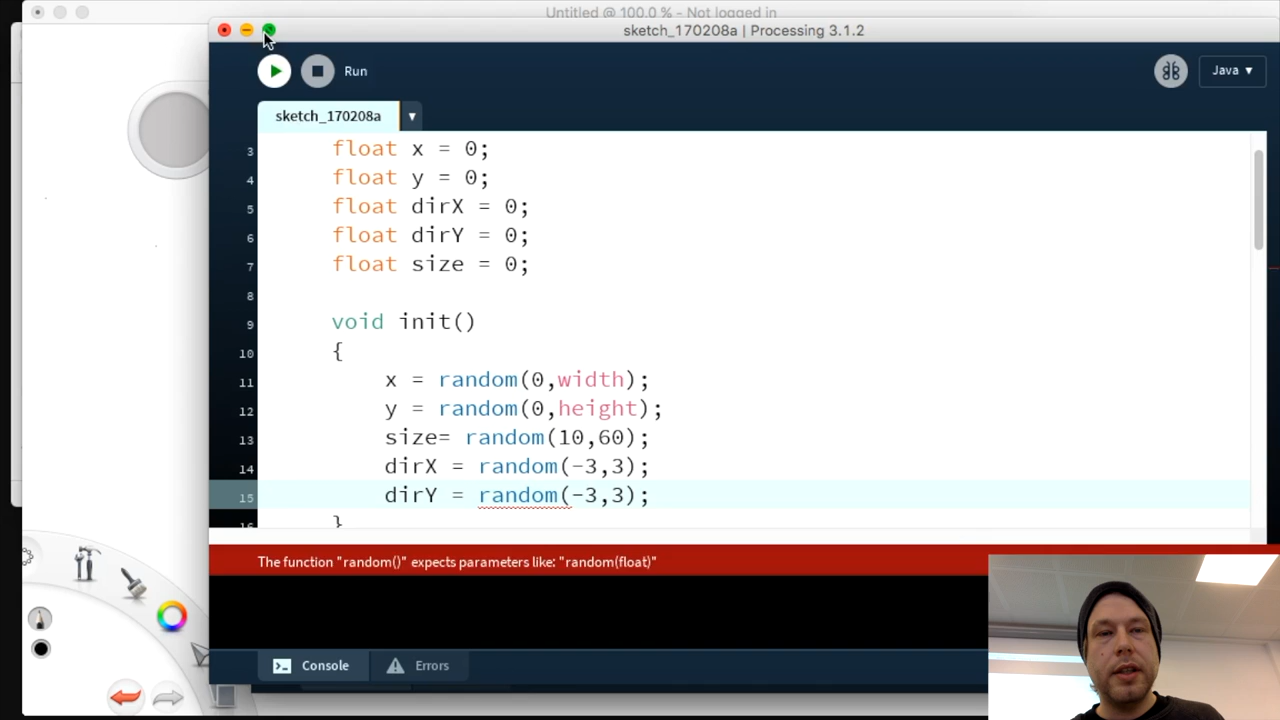 Untitled @ 100.0 % - Not logged in
sketch_170208a | Processing 3.1.2
Run
Java ▾
sketch_170208a ▾
3 float x = 0;
4 float y = 0;
5 float dirX = 0;
6 float dirY = 0;
7 float size = 0;
8
9 void init()
10 {
11 x = random(0,width);
12 y = random(0,height);
13 size= random(10,60);
14 dirX = random(-3,3);
15 dirY = random(-3,3);
16 }
The function "random()" expects parameters like: "random(float)"
Console
Errors